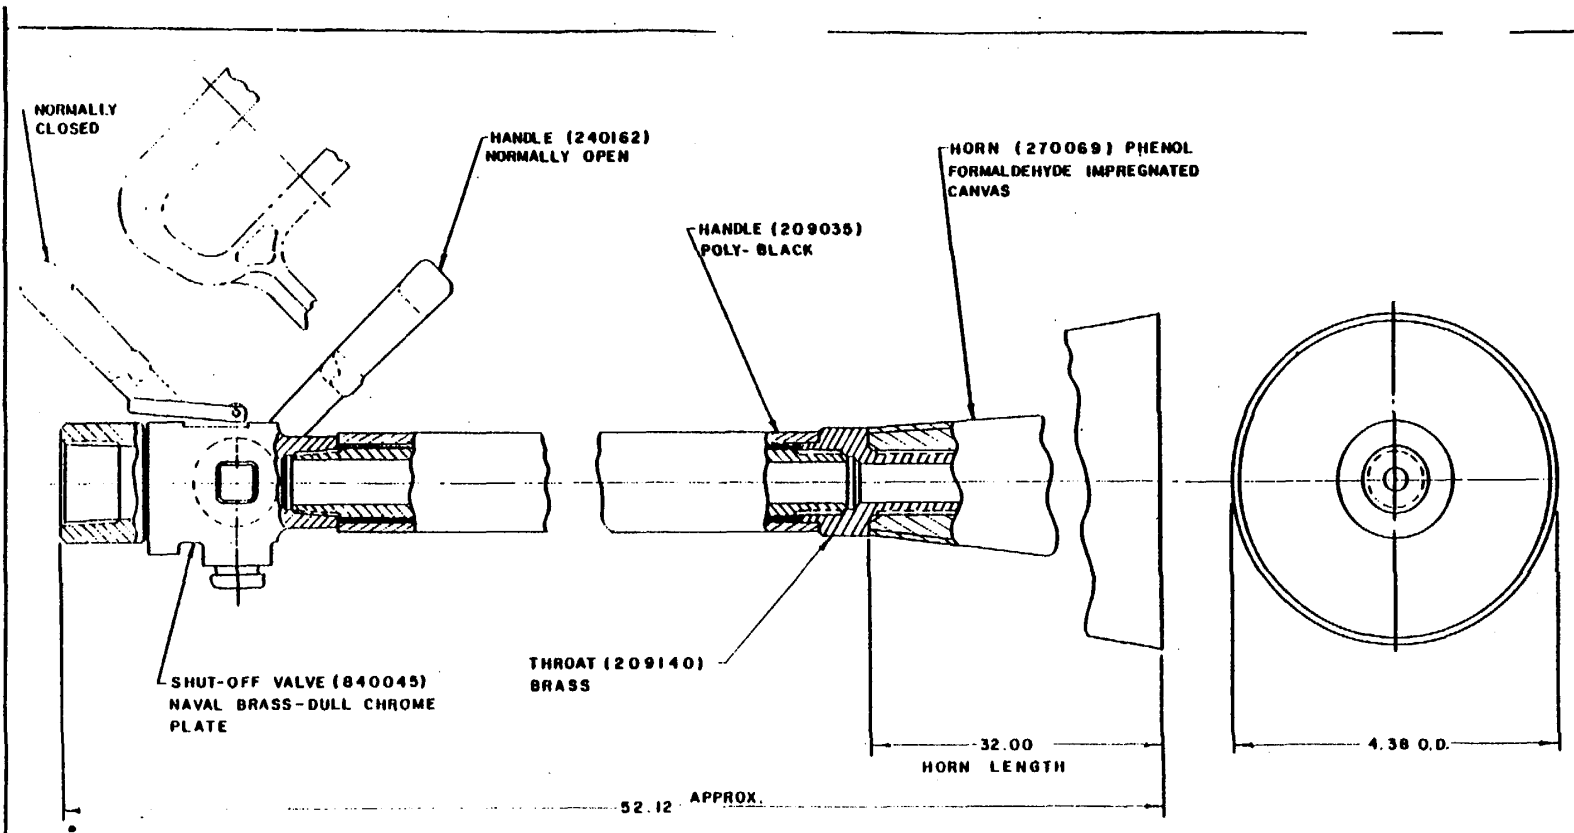 NORMALLY
CLOSED
HANDLE (240162)
NORMALLY OPEN
HORN (270069) PHENOL
FORMALDEHYDE IMPREGNATED
CANVAS
HANDLE (209035)
POLY- BLACK
SHUT-OFF VALVE (840045)
NAVAL BRASS-DULL CHROME
PLATE
THROAT (209140)
BRASS
32.00
HORN LENGTH
4.38 O.D.
52.12 APPROX.